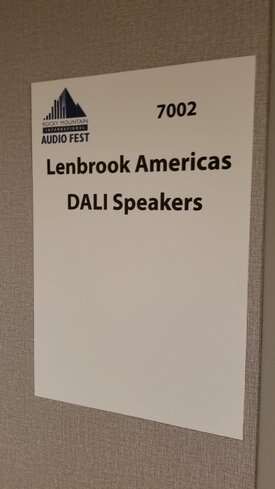 ROCKY MOUNTAIN
INTERNATIONAL
AUDIO FEST
7002
Lenbrook Americas
DALI Speakers